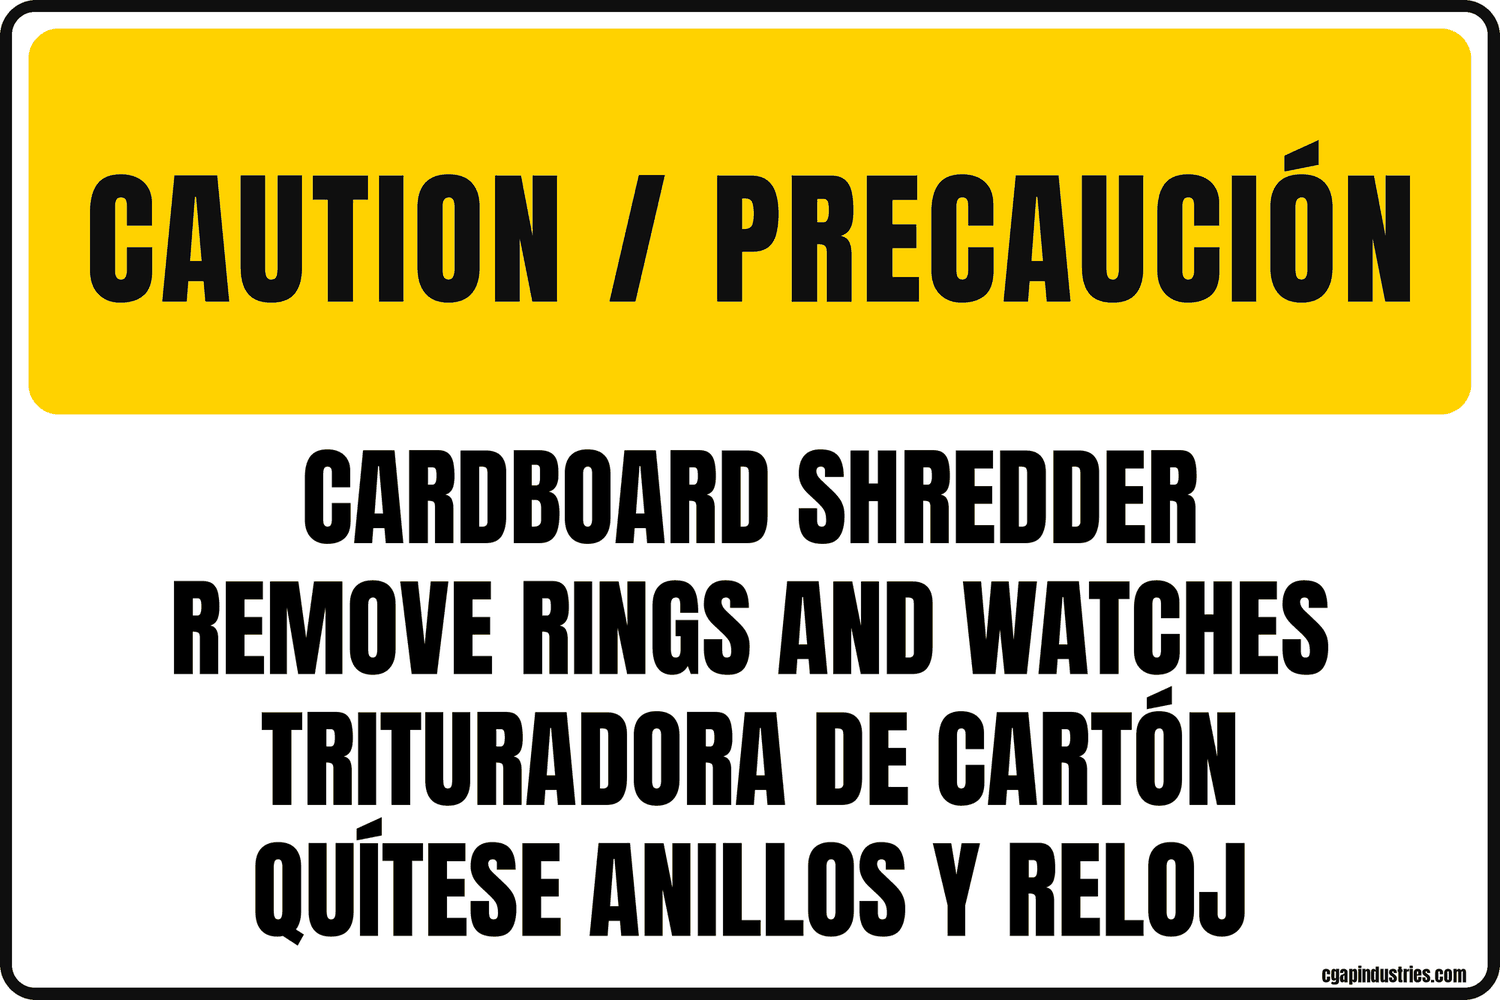 CAUTION / PRECAUCIÓN
CARDBOARD SHREDDER
REMOVE RINGS AND WATCHES
TRITURADORA DE CARTÓN
QUÍTESE ANILLOS Y RELOJ
cgapindustries.com